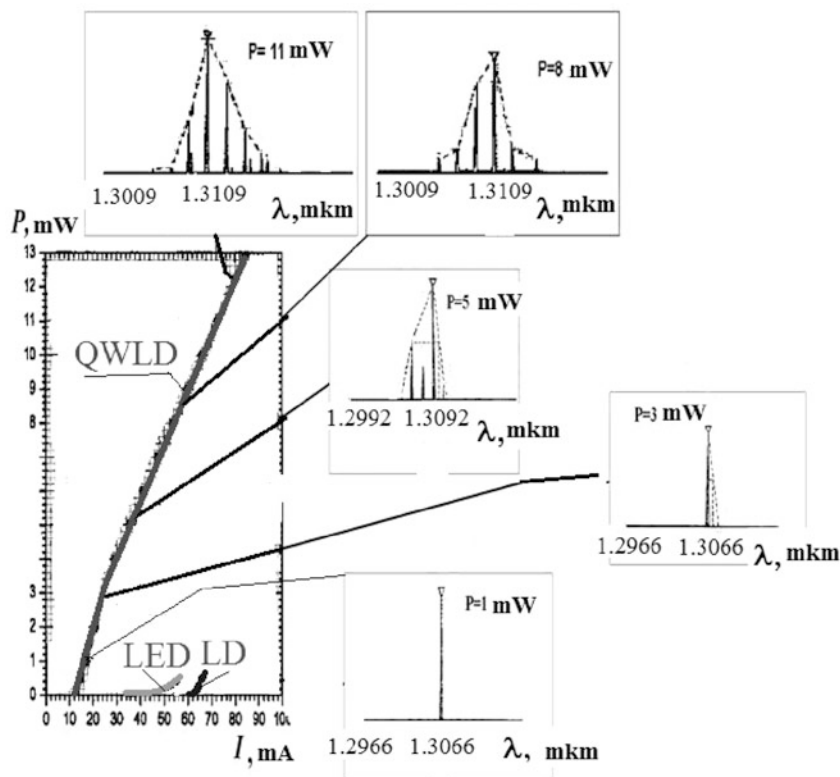 P= 11 mW
1.3009 1.3109
λ, mkm
P=8 mW
1.3009 1.3109
λ, mkm
P, mW
13
12
11
10
9
8
3
2
1
0
QWLD
LED LD
0 10 20 30 40 50 60 70 80 90
I, mA
P=5 mW
1.2992 1.3092
λ, mkm
P=3 mW
1.2966 1.3066
λ, mkm
P=1 mW
1.2966 1.3066
λ, mkm